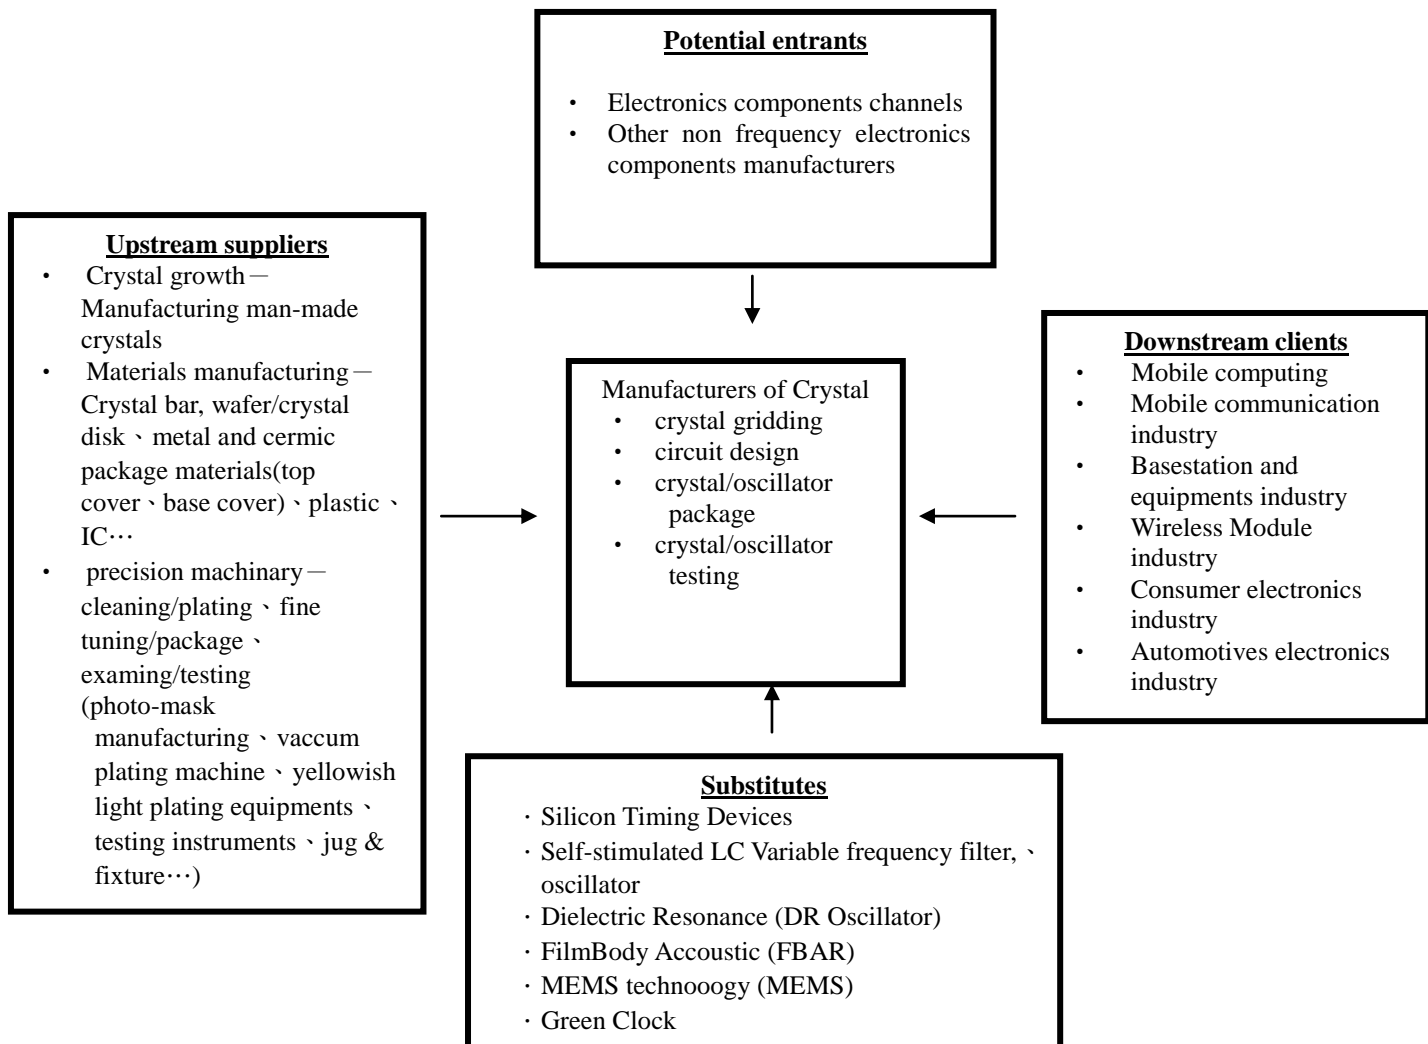 Potential entrants
・ Electronics components channels
・ Other non frequency electronics
components manufacturers
Upstream suppliers
・ Crystal growth－
Manufacturing man-made
crystals
・ Materials manufacturing－
Crystal bar, wafer/crystal
disk、metal and cermic
package materials(top
cover、base cover)、plastic、
IC…
・ precision machinary－
cleaning/plating、fine
tuning/package、
examing/testing
(photo-mask
manufacturing、vaccum
plating machine、yellowish
light plating equipments、
testing instruments、jug &
fixture…)
Manufacturers of Crystal
・ crystal gridding
・ circuit design
・ crystal/oscillator
package
・ crystal/oscillator
testing
Downstream clients
・ Mobile computing
・ Mobile communication
industry
・ Basestation and
equipments industry
・ Wireless Module
industry
・ Consumer electronics
industry
・ Automotives electronics
industry
Substitutes
・Silicon Timing Devices
・Self-stimulated LC Variable frequency filter,、
oscillator
・Dielectric Resonance (DR Oscillator)
・FilmBody Accoustic (FBAR)
・MEMS technooogy (MEMS)
・Green Clock